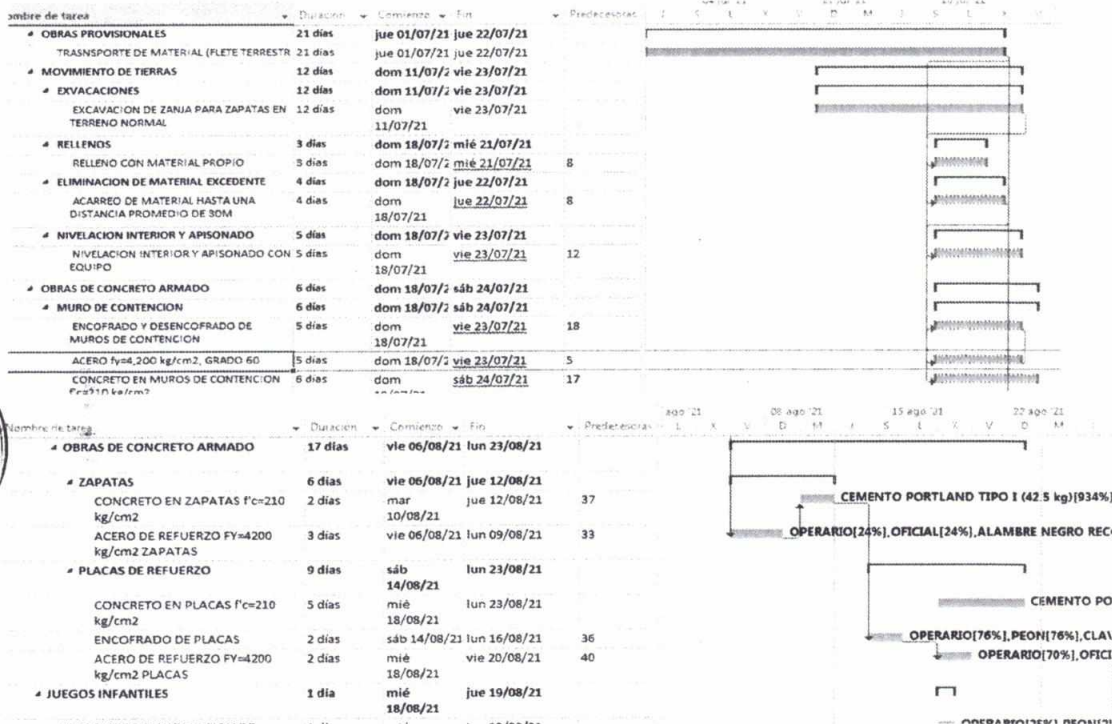 ombre de tarea Duración Comienzo Fin Predecesoras
OBRAS PROVISIONALES 21 días jue 01/07/21 jue 22/07/21
TRASNSPORTE DE MATERIAL (FLETE TERRESTR 21 días jue 01/07/21 jue 22/07/21
MOVIMIENTO DE TIERRAS 12 días dom 11/07/2 vie 23/07/21
EXVACACIONES 12 días dom 11/07/2 vie 23/07/21
EXCAVACION DE ZANJA PARA ZAPATAS EN 12 días dom vie 23/07/21
TERRENO NORMAL 11/07/21
RELLENOS 3 días dom 18/07/2 mié 21/07/21
RELLENO CON MATERIAL PROPIO 3 días dom 18/07/2 mié 21/07/21 8
ELIMINACION DE MATERIAL EXCEDENTE 4 días dom 18/07/2 jue 22/07/21
ACARREO DE MATERIAL HASTA UNA 4 días dom jue 22/07/21 8
DISTANCIA PROMEDIO DE 30M 18/07/21
NIVELACION INTERIOR Y APISONADO 5 días dom 18/07/2 vie 23/07/21
NIVELACION INTERIOR Y APISONADO CON 5 días dom vie 23/07/21 12
EQUIPO 18/07/21
OBRAS DE CONCRETO ARMADO 6 días dom 18/07/2 sáb 24/07/21
MURO DE CONTENCION 6 días dom 18/07/2 sáb 24/07/21
ENCOFRADO Y DESENCOFRADO DE 5 días dom vie 23/07/21 18
MUROS DE CONTENCION 18/07/21
ACERO fy=4,200 kg/cm2, GRADO 60 5 días dom 18/07/2 vie 23/07/21 5
CONCRETO EN MUROS DE CONTENCION 6 días dom sáb 24/07/21 17
f'c=210 kg/cm2
ago '21 08 ago '21 15 ago '21 22 ago '21
Nombre de tarea Duración Comienzo Fin Predecesoras L X V D M J S L X V D M
OBRAS DE CONCRETO ARMADO 17 días vie 06/08/21 lun 23/08/21
ZAPATAS 6 días vie 06/08/21 jue 12/08/21
CONCRETO EN ZAPATAS f'c=210 2 días mar jue 12/08/21 37 CEMENTO PORTLAND TIPO I (42.5 kg)[934%]
kg/cm2 10/08/21
ACERO DE REFUERZO FY=4200 3 días vie 06/08/21 lun 09/08/21 33 OPERARIO[24%],OFICIAL[24%],ALAMBRE NEGRO REC
kg/cm2 ZAPATAS
PLACAS DE REFUERZO 9 días sáb lun 23/08/21
14/08/21
CONCRETO EN PLACAS f'c=210 5 días mié lun 23/08/21 CEMENTO PO
kg/cm2 18/08/21
ENCOFRADO DE PLACAS 2 días sáb 14/08/21 lun 16/08/21 36 OPERARIO[76%],PEON[76%],CLAV
ACERO DE REFUERZO FY=4200 2 días mié vie 20/08/21 40 OPERARIO[70%],OFICI
kg/cm2 PLACAS 18/08/21
JUEGOS INFANTILES 1 día mié jue 19/08/21
18/08/21